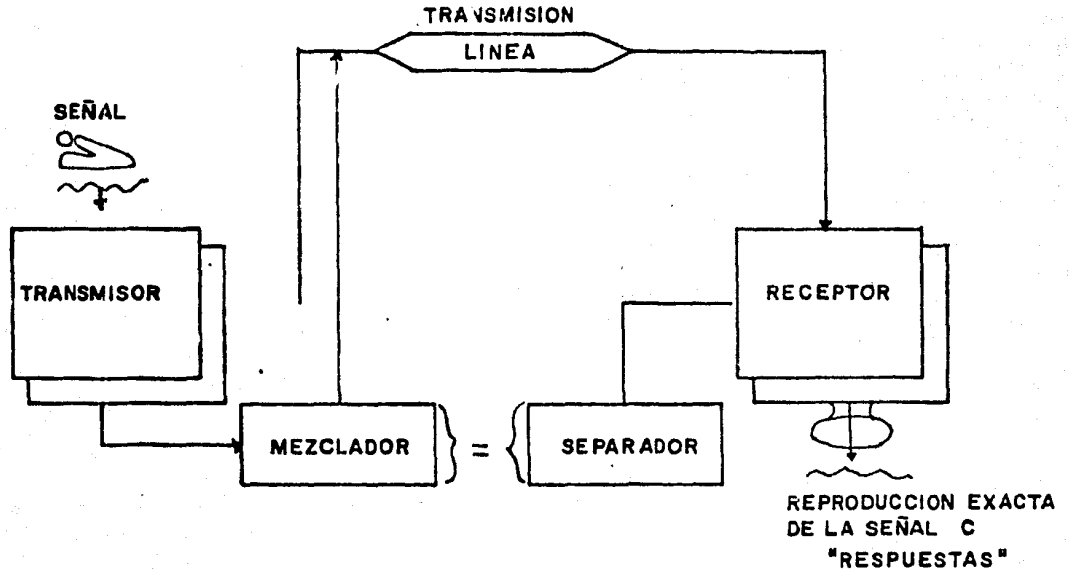 TRANSMISION
LINEA
SEÑAL
TRANSMISOR
RECEPTOR
MEZCLADOR
=
SEPARADOR
REPRODUCCION EXACTA
DE LA SEÑAL C
"RESPUESTAS"